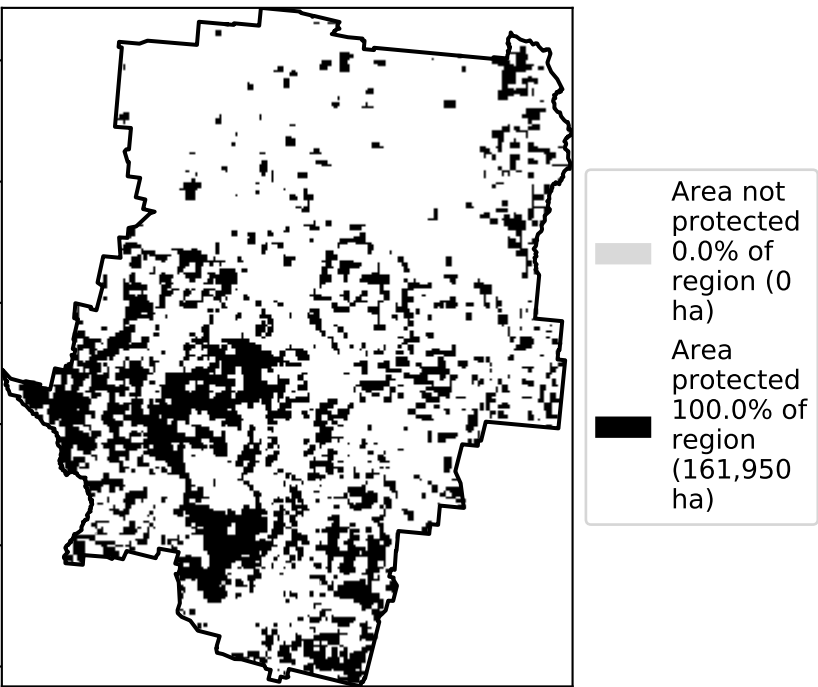 Area not
protected
0.0% of
region (0
ha)
Area
protected
100.0% of
region
(161,950
ha)